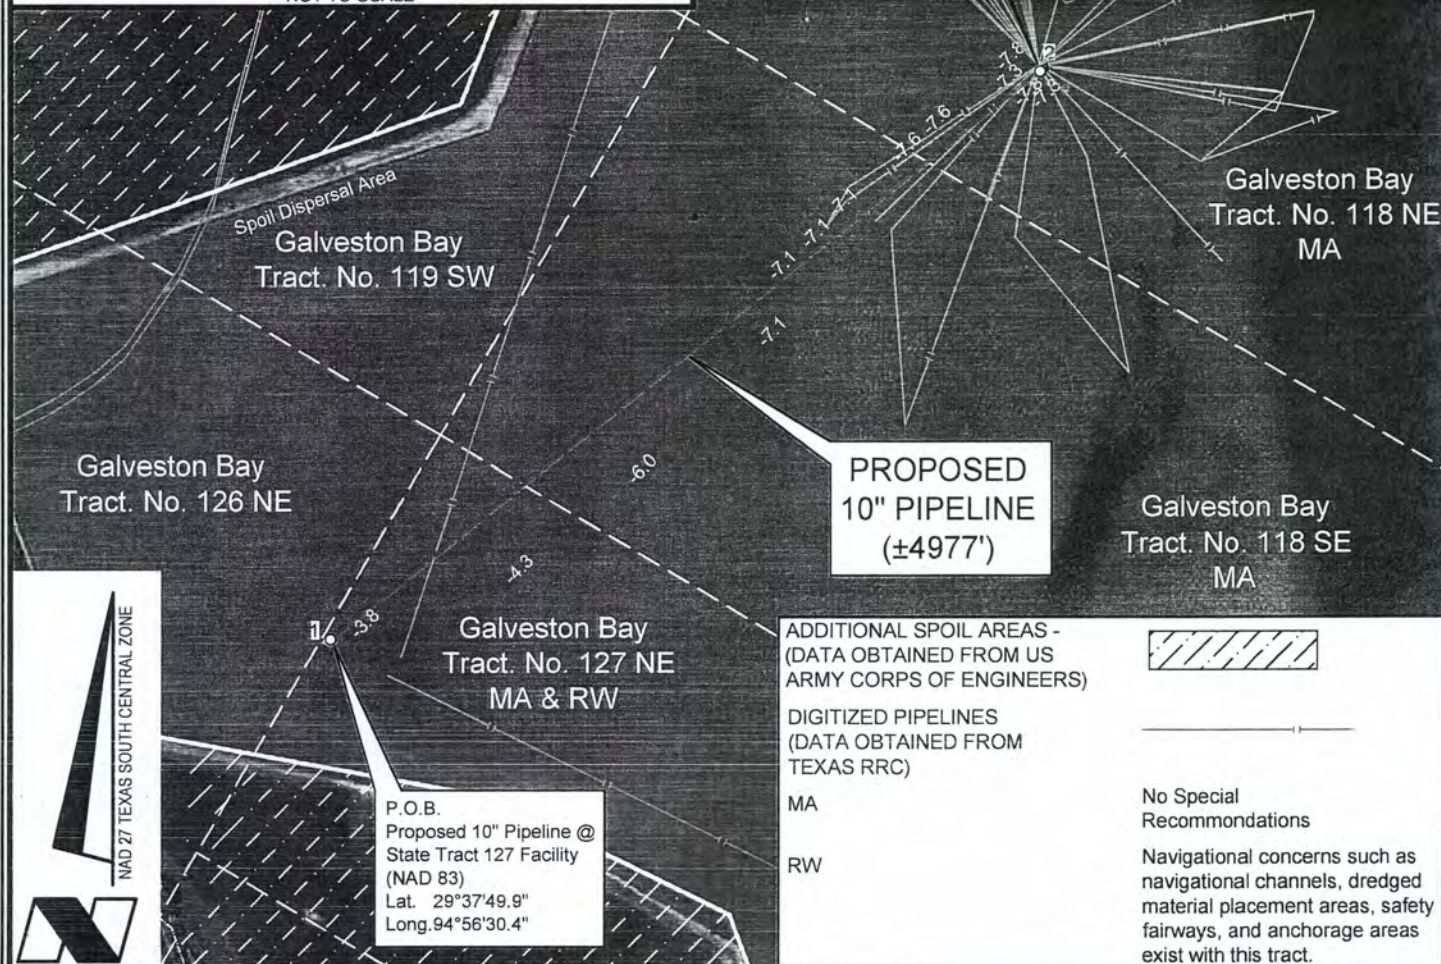 NOT TO SCALE
2
-7.8
-7.3
-7.6
-7.6
-7.1
-7.1
-7.1
-7.1
-6.0
-4.3
-3.8
1
Spoil Dispersal Area
Galveston Bay
Tract. No. 119 SW
Galveston Bay
Tract. No. 118 NE
MA
Galveston Bay
Tract. No. 126 NE
PROPOSED
10" PIPELINE
(±4977')
Galveston Bay
Tract. No. 118 SE
MA
Galveston Bay
Tract. No. 127 NE
MA & RW
NAD 27 TEXAS SOUTH CENTRAL ZONE
P.O.B.
Proposed 10" Pipeline @
State Tract 127 Facility
(NAD 83)
Lat. 29°37'49.9"
Long.94°56'30.4"
ADDITIONAL SPOIL AREAS -
(DATA OBTAINED FROM US
ARMY CORPS OF ENGINEERS)
DIGITIZED PIPELINES
(DATA OBTAINED FROM
TEXAS RRC)
MA
No Special
Recommondations
RW
Navigational concerns such as
navigational channels, dredged
material placement areas, safety
fairways, and anchorage areas
exist with this tract.